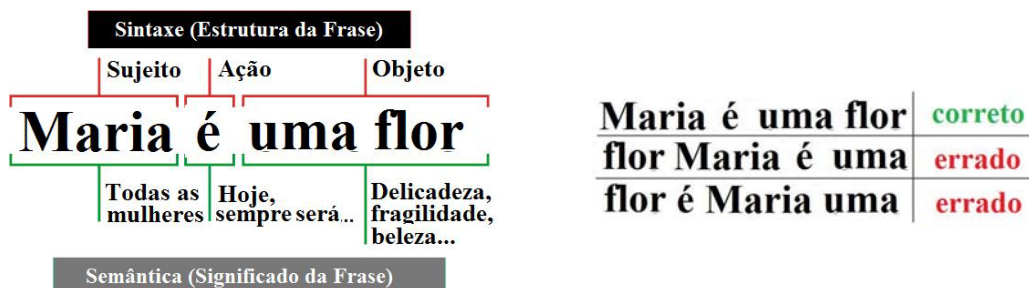 Sintaxe (Estrutura da Frase)
Sujeito Ação Objeto
Maria é uma flor
Todas as mulheres
Hoje, sempre será...
Delicadeza, fragilidade, beleza...
Semântica (Significado da Frase)
Maria é uma flor correto
flor Maria é uma errado
flor é Maria uma errado